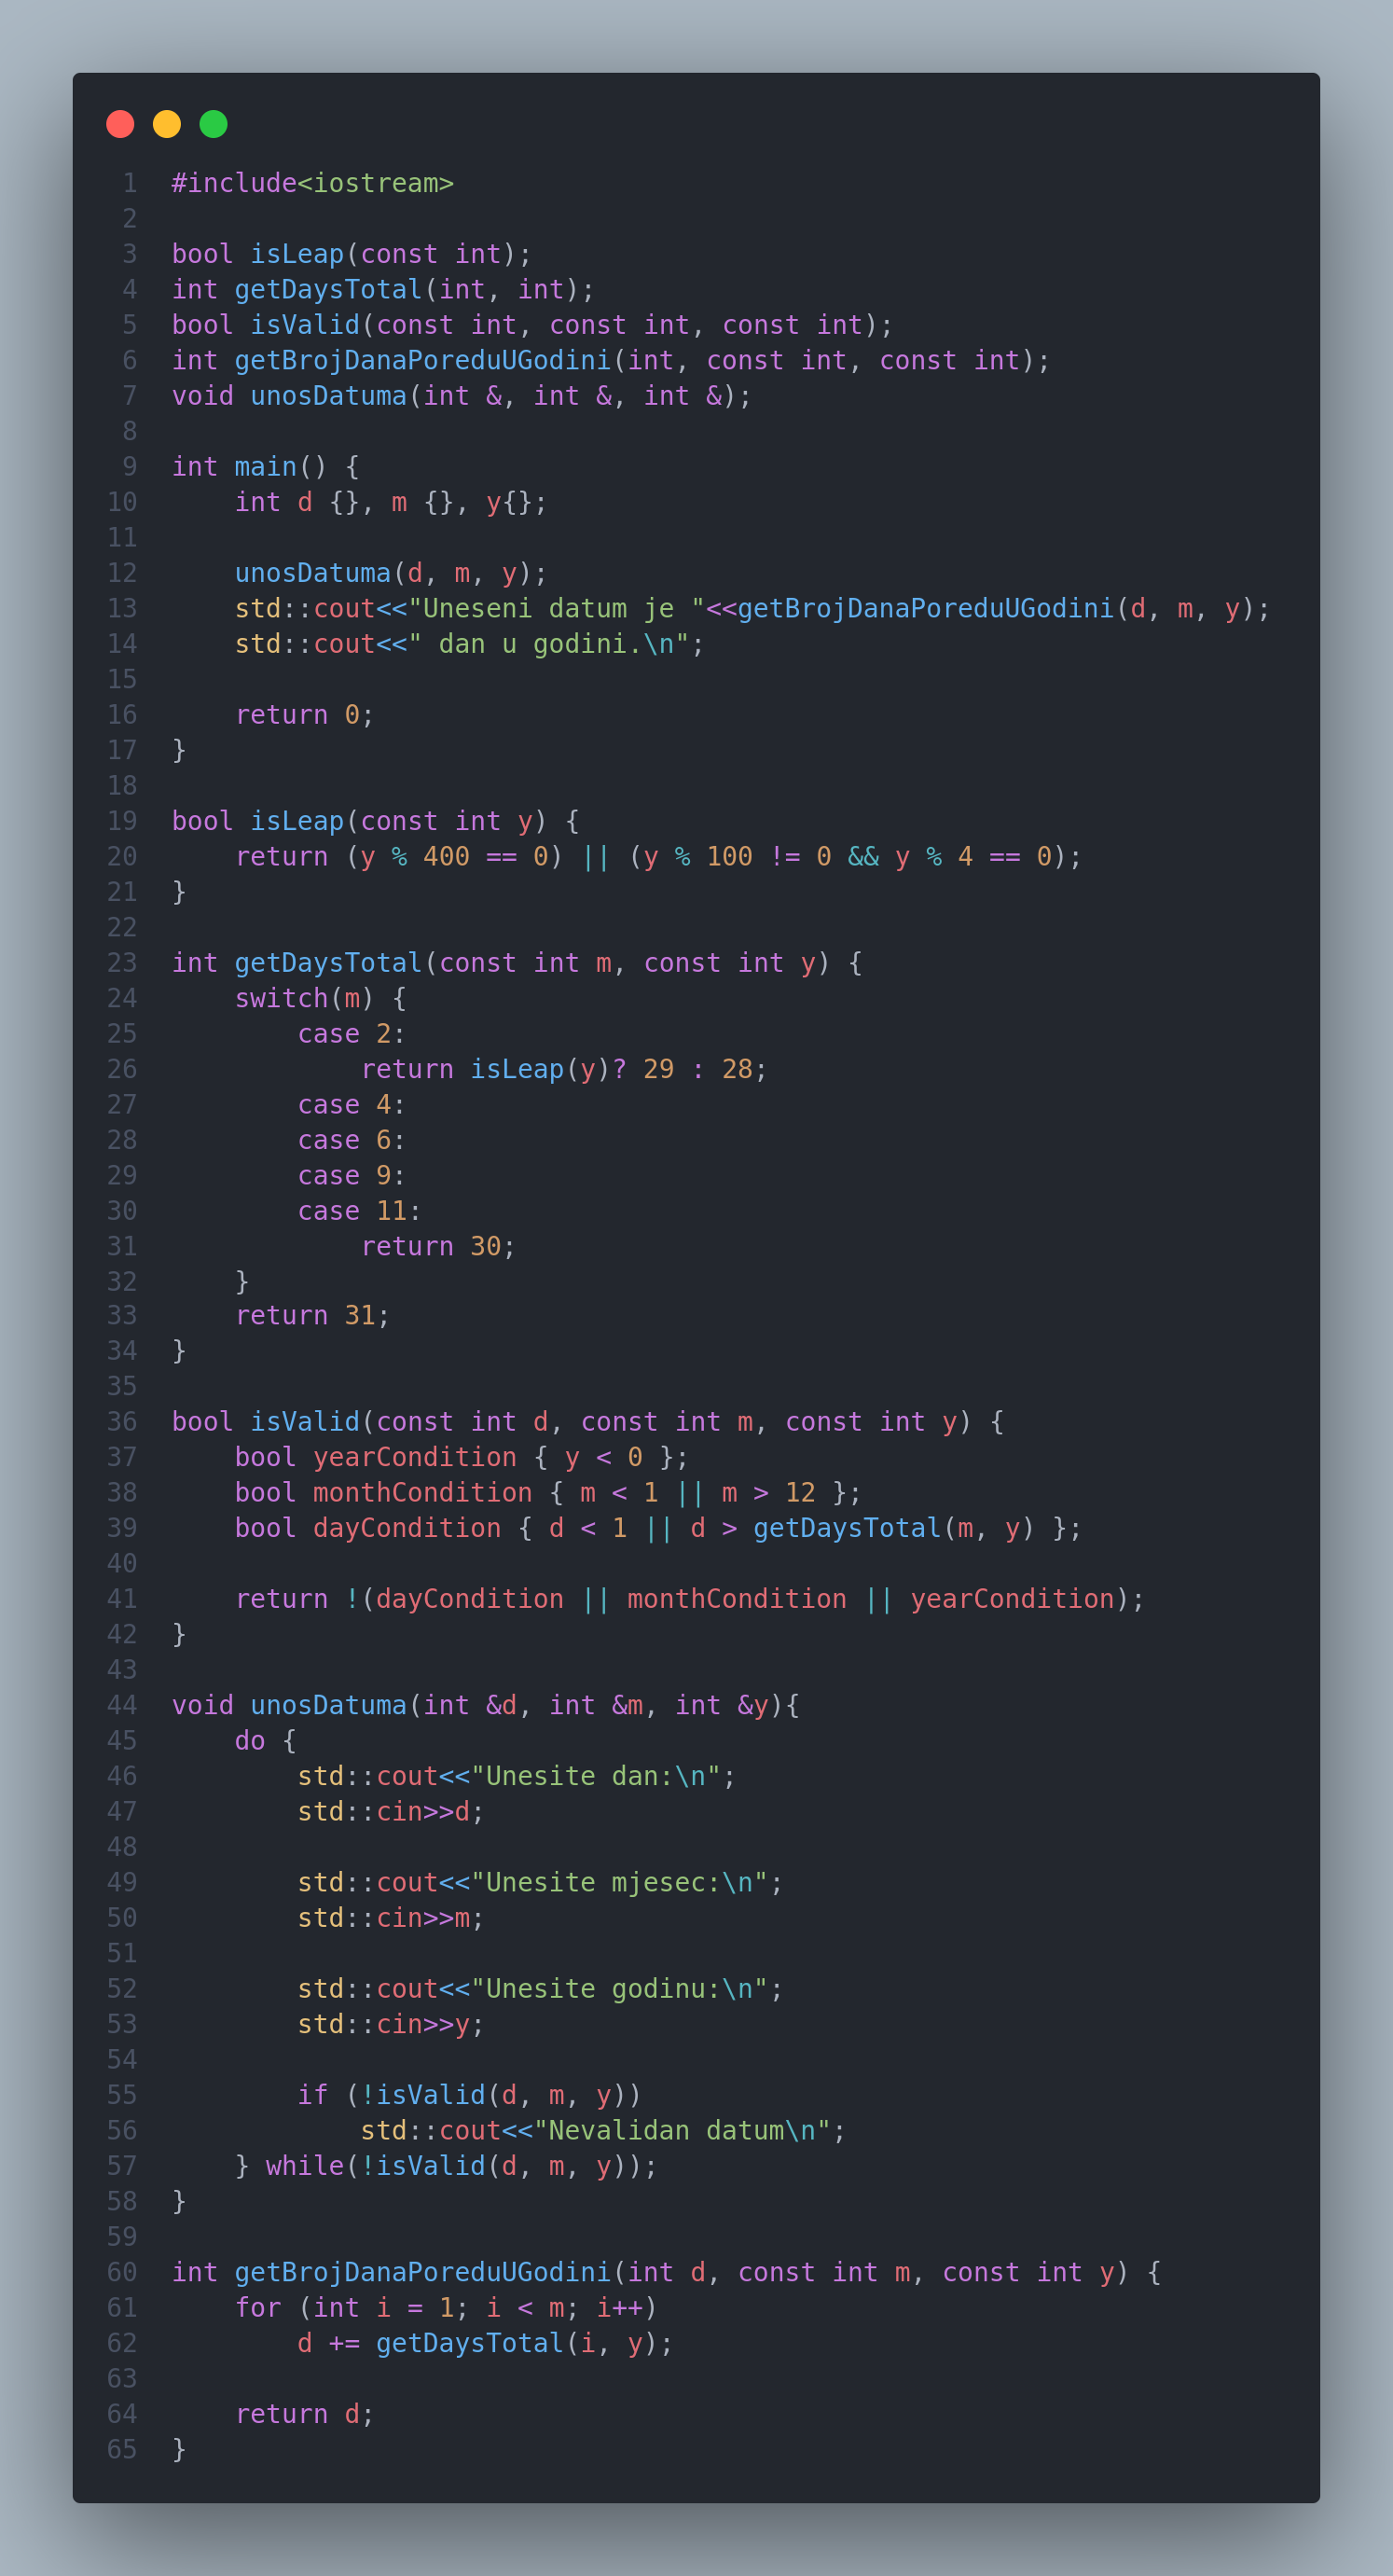 1 #include<iostream>
2
3 bool isLeap(const int);
4 int getDaysTotal(int, int);
5 bool isValid(const int, const int, const int);
6 int getBrojDanaPoreduUGodini(int, const int, const int);
7 void unosDatuma(int &, int &, int &);
8
9 int main() {
10     int d {}, m {}, y{};
11
12     unosDatuma(d, m, y);
13     std::cout<<"Uneseni datum je "<<getBrojDanaPoreduUGodini(d, m, y);
14     std::cout<<" dan u godini.\n";
15
16     return 0;
17 }
18
19 bool isLeap(const int y) {
20     return (y % 400 == 0) || (y % 100 != 0 && y % 4 == 0);
21 }
22
23 int getDaysTotal(const int m, const int y) {
24     switch(m) {
25         case 2:
26             return isLeap(y)? 29 : 28;
27         case 4:
28         case 6:
29         case 9:
30         case 11:
31             return 30;
32     }
33     return 31;
34 }
35
36 bool isValid(const int d, const int m, const int y) {
37     bool yearCondition { y < 0 };
38     bool monthCondition { m < 1 || m > 12 };
39     bool dayCondition { d < 1 || d > getDaysTotal(m, y) };
40
41     return !(dayCondition || monthCondition || yearCondition);
42 }
43
44 void unosDatuma(int &d, int &m, int &y){
45     do {
46         std::cout<<"Unesite dan:\n";
47         std::cin>>d;
48
49         std::cout<<"Unesite mjesec:\n";
50         std::cin>>m;
51
52         std::cout<<"Unesite godinu:\n";
53         std::cin>>y;
54
55         if (!isValid(d, m, y))
56             std::cout<<"Nevalidan datum\n";
57     } while(!isValid(d, m, y));
58 }
59
60 int getBrojDanaPoreduUGodini(int d, const int m, const int y) {
61     for (int i = 1; i < m; i++)
62         d += getDaysTotal(i, y);
63
64     return d;
65 }